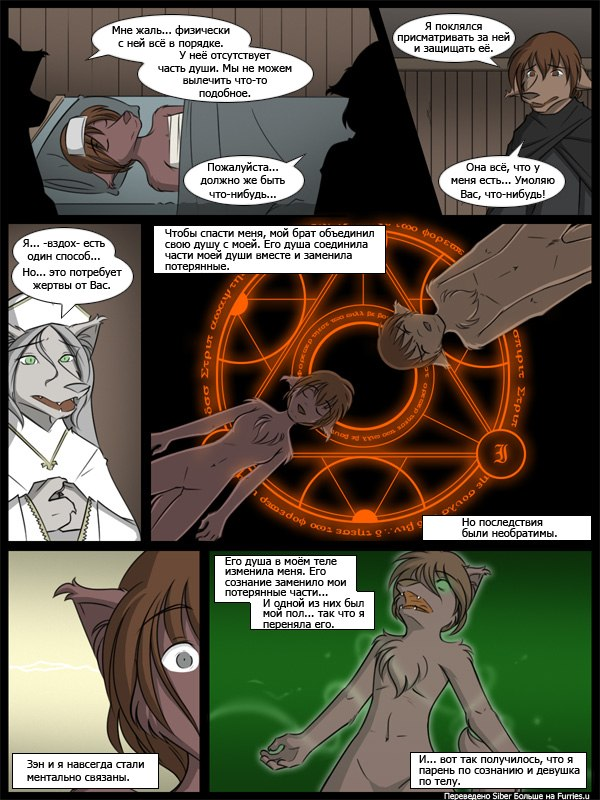 Мне жаль... физически
с ней всё в порядке.
У неё отсутствует
часть души. Мы не можем
вылечить что-то
подобное.
Пожалуйста...
должно же быть
что-нибудь...
Я поклялся
присматривать за ней
и защищать её.
Она всё, что у
меня есть... Умоляю
Вас, что-нибудь!
Я... -вздох- есть
один способ...
Но... это потребует
жертвы от Вас.
Чтобы спасти меня, мой брат объединил
свою душу с моей. Его душа соединила
части моей души вместе и заменила
потерянные.
I
Но последствия
были необратимы.
Зэн и я навсегда стали
ментально связаны.
Его душа в моём теле
изменила меня. Его
сознание заменило мои
потерянные части...
И одной из них был
мой пол... так что я
переняла его.
И... вот так получилось, что я
парень по сознанию и девушка
по телу.
Переведено Siber Больше на Furries.u